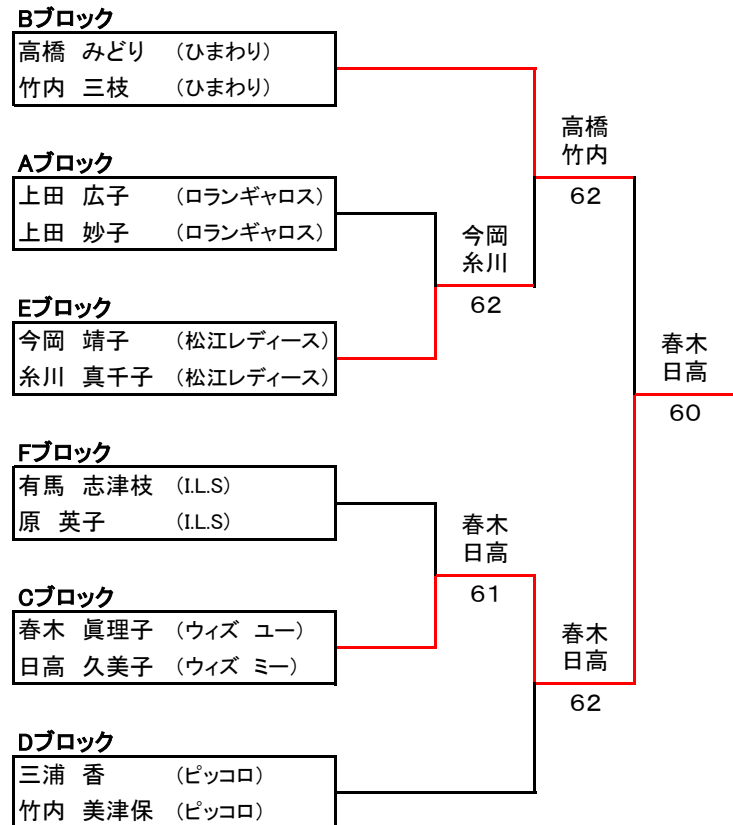 Bブロック
高橋 みどり (ひまわり)
竹内 三枝 (ひまわり)
高橋
竹内
62
Aブロック
上田 広子 (ロランギャロス)
上田 妙子 (ロランギャロス)
今岡
糸川
62
Eブロック
今岡 靖子 (松江レディース)
糸川 真千子 (松江レディース)
春木
日高
60
Fブロック
有馬 志津枝 (I.L.S)
原 英子 (I.L.S)
春木
日高
61
Cブロック
春木 眞理子 (ウィズ ユー)
日高 久美子 (ウィズ ミー)
春木
日高
62
Dブロック
三浦 香 (ピッコロ)
竹内 美津保 (ピッコロ)